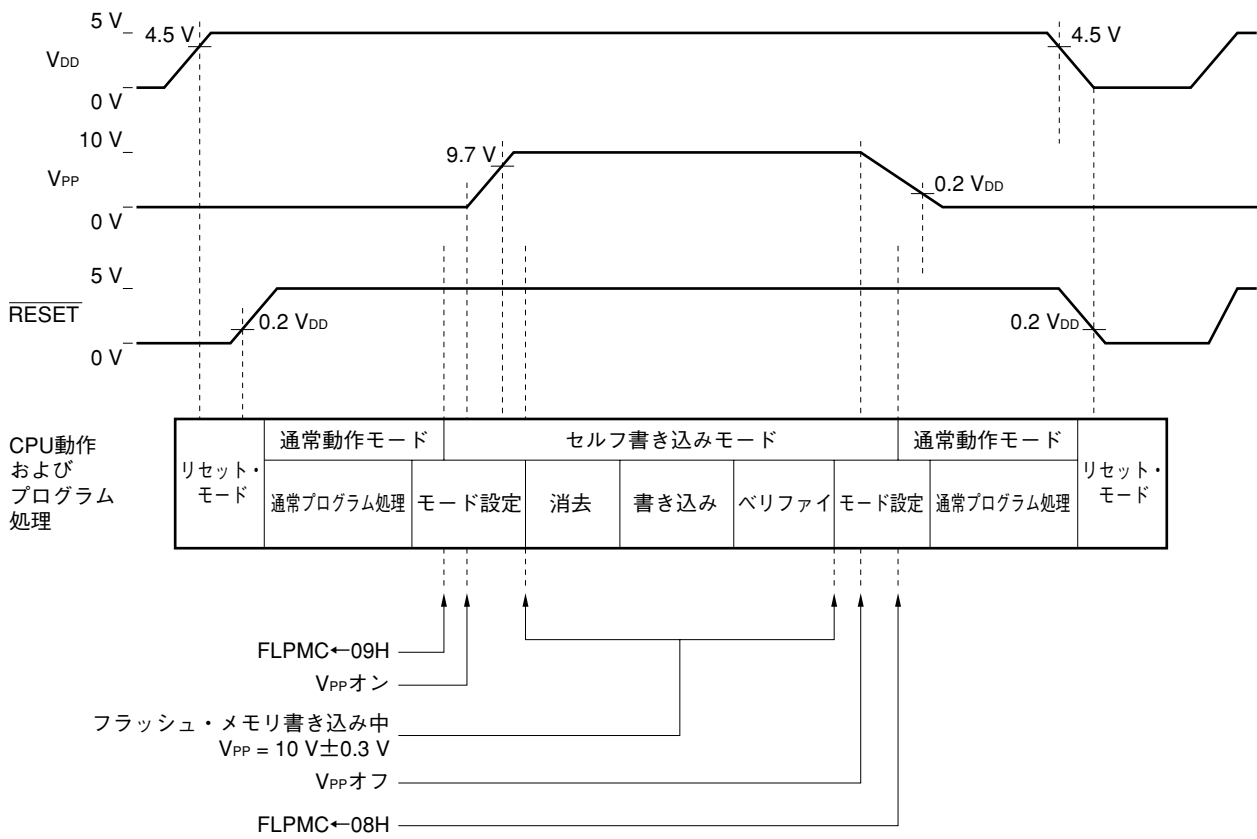 5 V
4.5 V
4.5 V
VDD
0 V
10 V
9.7 V
VPP
0.2 VDD
0 V
5 V
RESET
0.2 VDD
0.2 VDD
0 V
CPU動作
および
プログラム
処理
リセット・
モード
通常動作モード
セルフ書き込みモード
通常動作モード
リセット・
モード
通常プログラム処理
モード設定
消去
書き込み
ベリファイ
モード設定
通常プログラム処理
FLPMC←09H
VPPオン
フラッシュ・メモリ書き込み中
VPP = 10 V±0.3 V
VPPオフ
FLPMC←08H